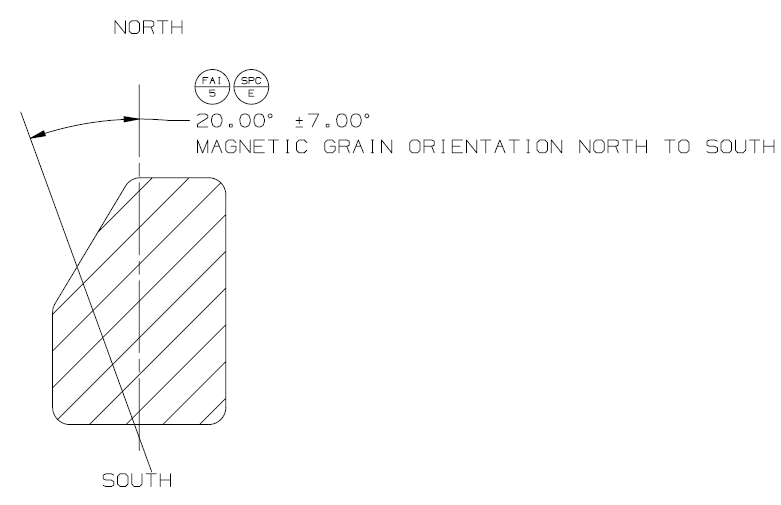 NORTH
FAI SPC
5 E
20.00° ±7.00°
MAGNETIC GRAIN ORIENTATION NORTH TO SOUTH
SOUTH